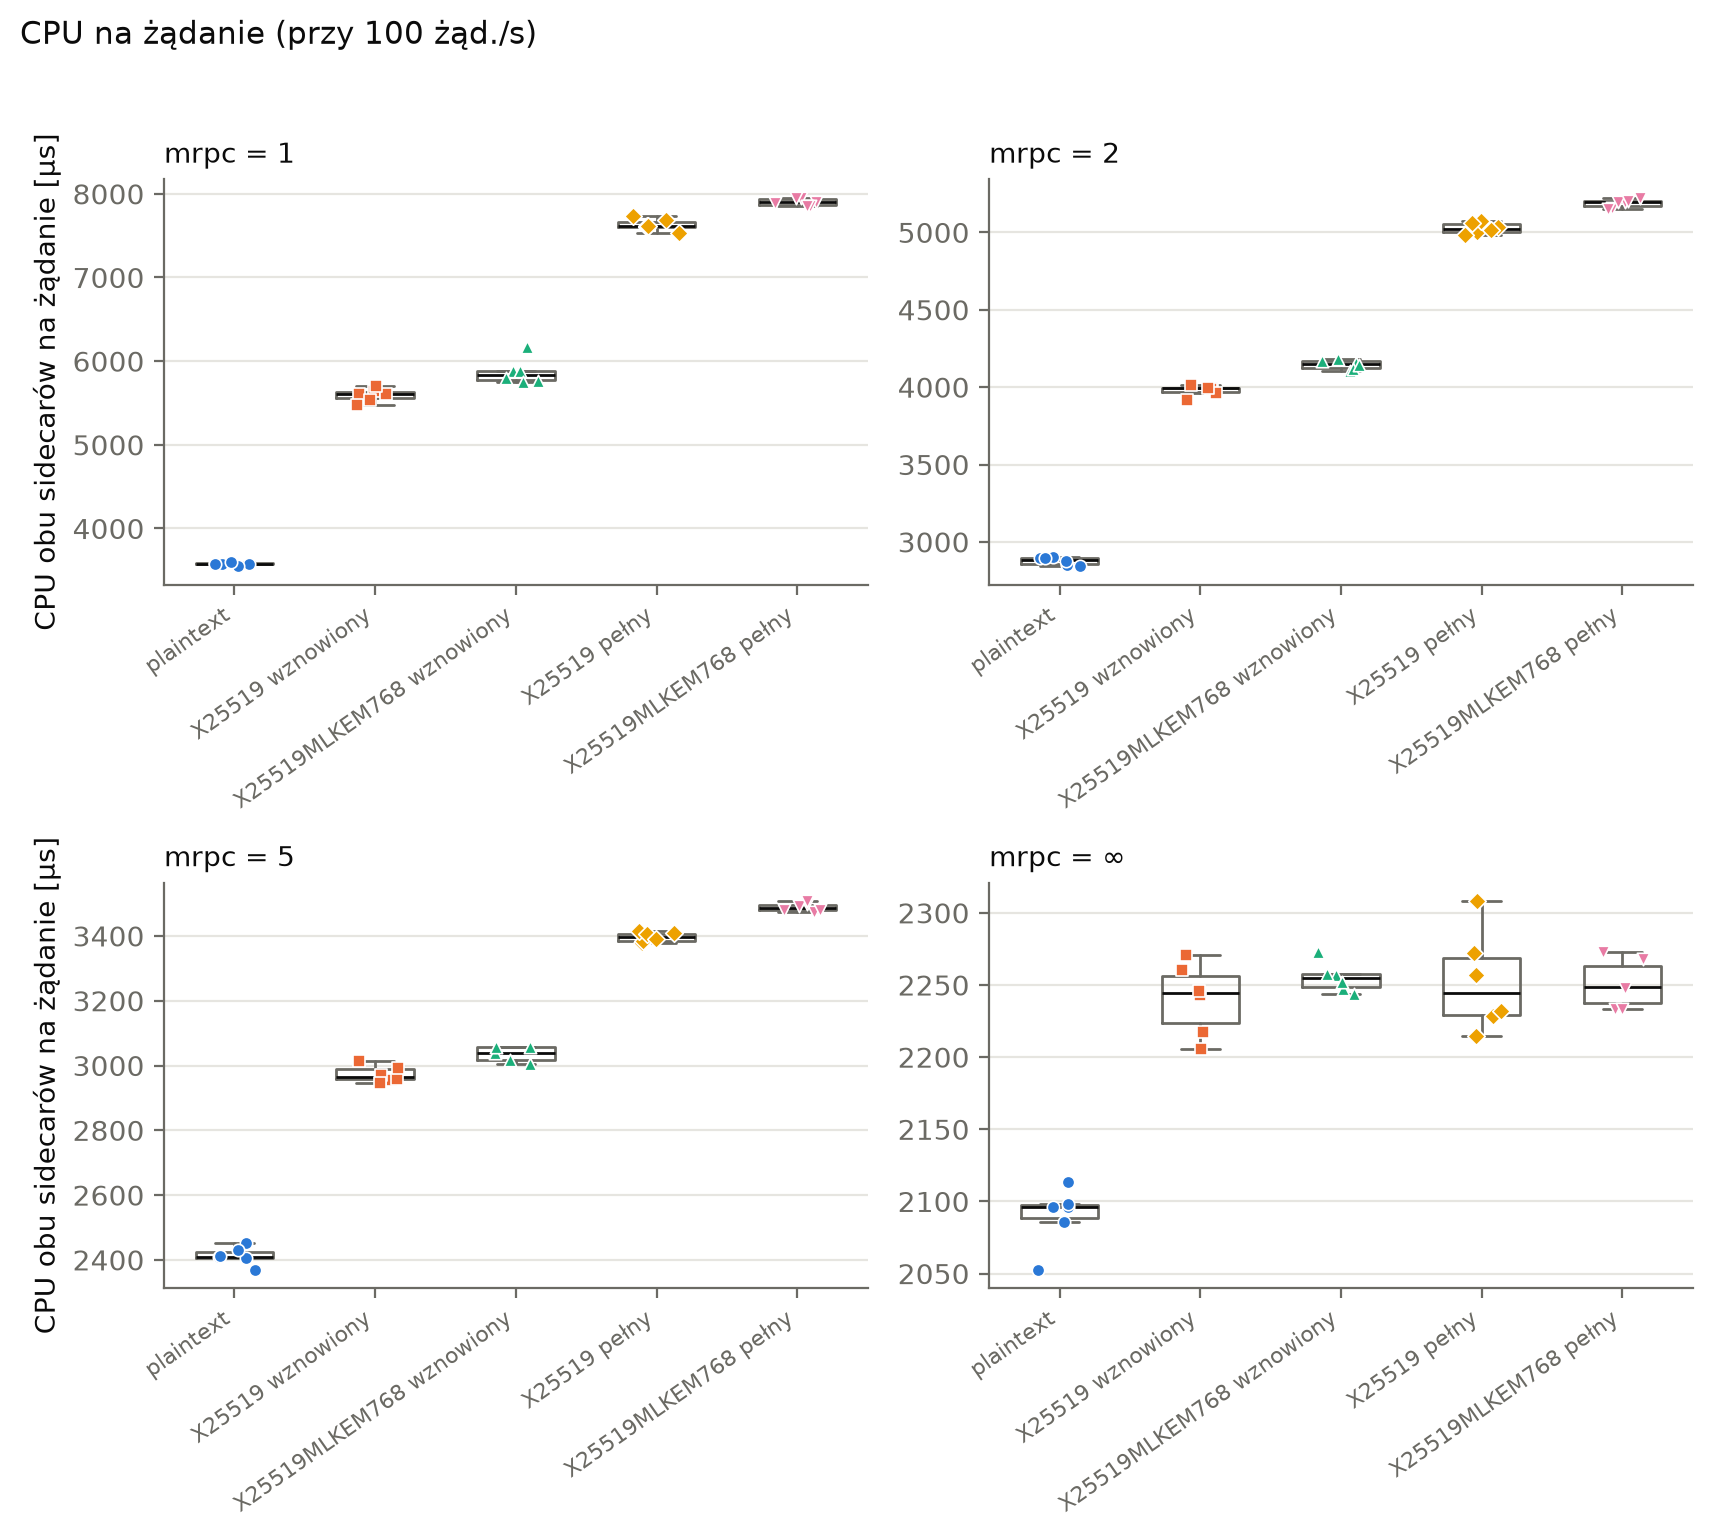 CPU na żądanie (przy 100 żąd./s)
mrpc = 1
CPU obu sidecarów na żądanie [µs]
8000
7000
6000
5000
4000
plaintext
X25519 wznowiony
X25519MLKEM768 wznowiony
X25519 pełny
X25519MLKEM768 pełny
mrpc = 2
5000
4500
4000
3500
3000
plaintext
X25519 wznowiony
X25519MLKEM768 wznowiony
X25519 pełny
X25519MLKEM768 pełny
mrpc = 5
CPU obu sidecarów na żądanie [µs]
3400
3200
3000
2800
2600
2400
plaintext
X25519 wznowiony
X25519MLKEM768 wznowiony
X25519 pełny
X25519MLKEM768 pełny
mrpc = ∞
2300
2250
2200
2150
2100
2050
plaintext
X25519 wznowiony
X25519MLKEM768 wznowiony
X25519 pełny
X25519MLKEM768 pełny